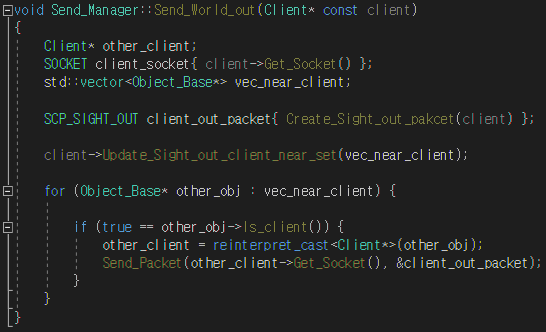 void Send_Manager::Send_World_out(Client* const client)
{
Client* other_client;
SOCKET client_socket{ client->Get_Socket() };
std::vector<Object_Base*> vec_near_client;
SCP_SIGHT_OUT client_out_packet{ Create_Sight_out_pakcet(client) };
client->Update_Sight_out_client_near_set(vec_near_client);
for (Object_Base* other_obj : vec_near_client) {
if (true == other_obj->Is_client()) {
other_client = reinterpret_cast<Client*>(other_obj);
Send_Packet(other_client->Get_Socket(), &client_out_packet);
}
}
}